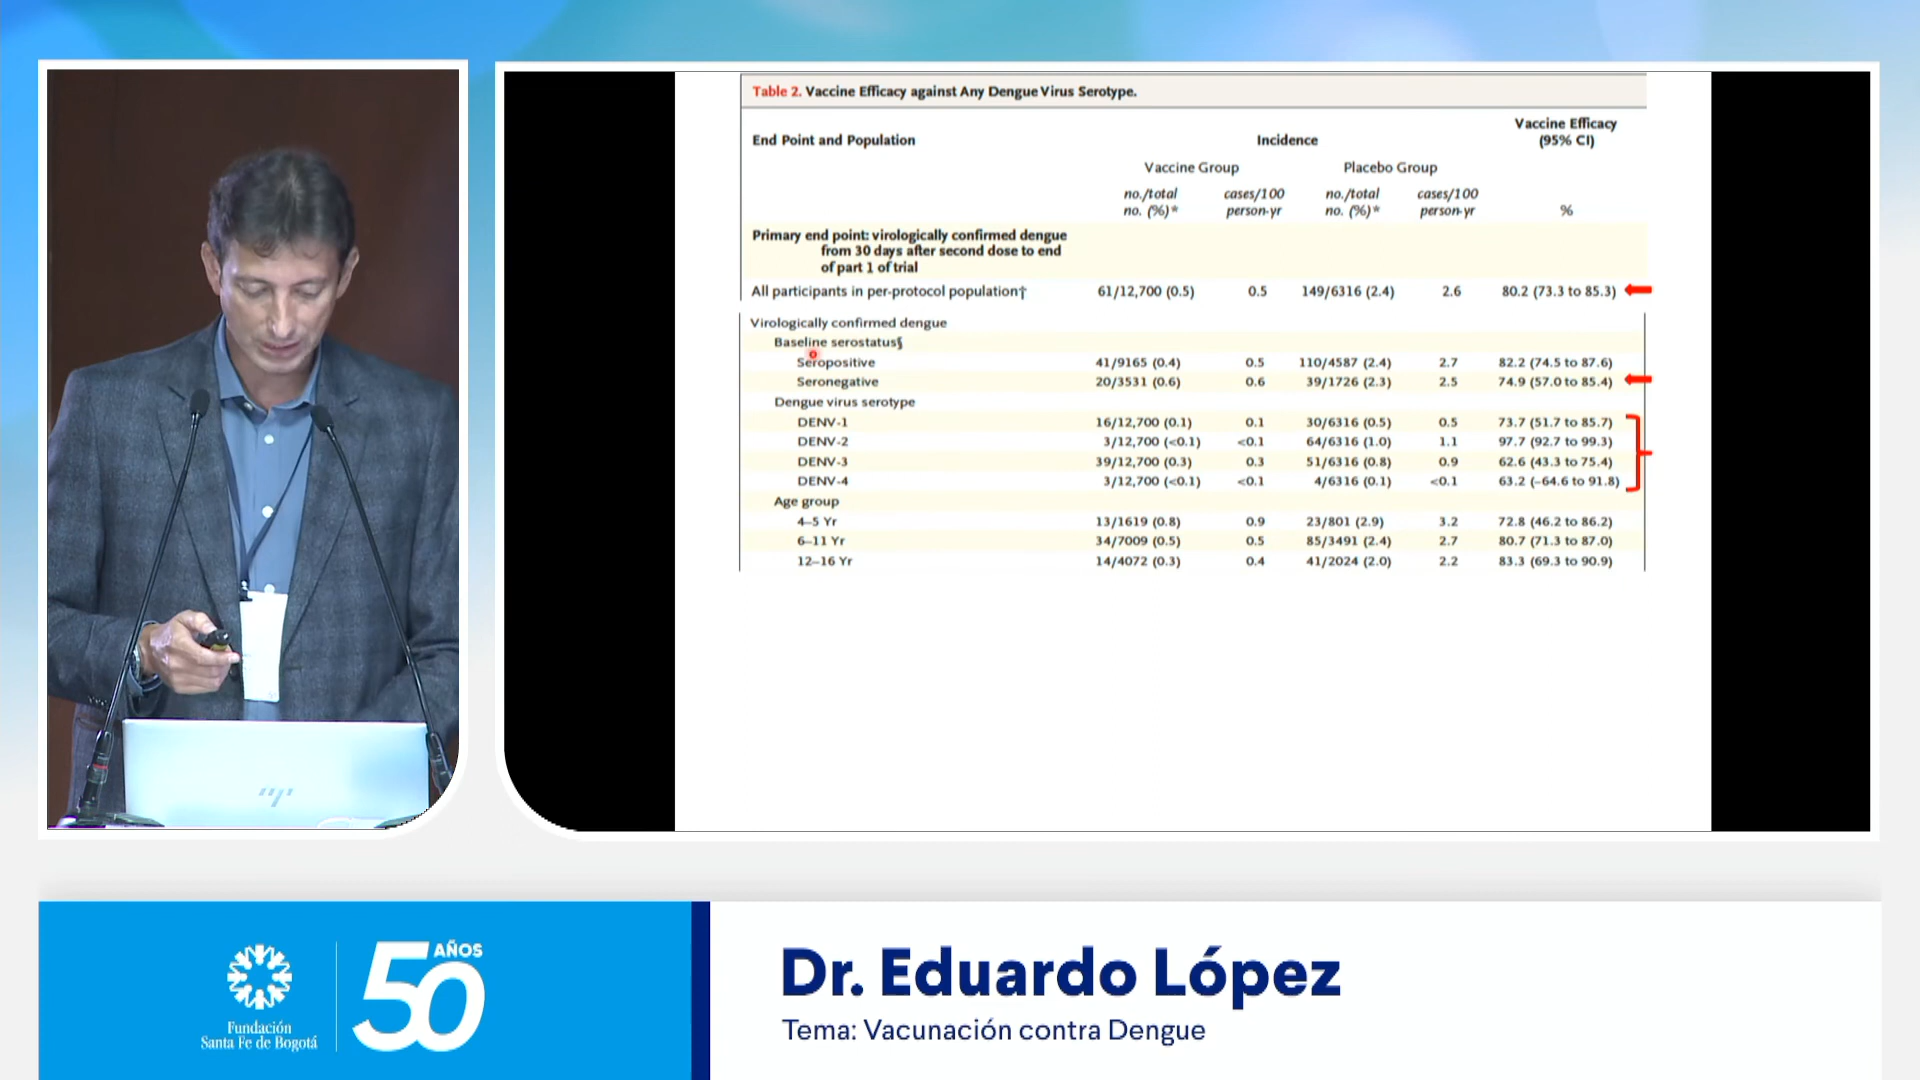 Table 2. Vaccine Efficacy against Any Dengue Virus Serotype.
End Point and Population Incidence Vaccine Efficacy (95% CI)
Vaccine Group Placebo Group
no./total no. (%)* cases/100 person-yr no./total no. (%)* cases/100 person-yr %
Primary end point: virologically confirmed dengue
from 30 days after second dose to end
of part 1 of trial
All participants in per-protocol population† 61/12,700 (0.5) 0.5 149/6316 (2.4) 2.6 80.2 (73.3 to 85.3)
Virologically confirmed dengue
Baseline serostatus§
Seropositive 41/9165 (0.4) 0.5 110/4587 (2.4) 2.7 82.2 (74.5 to 87.6)
Seronegative 20/3531 (0.6) 0.6 39/1726 (2.3) 2.5 74.9 (57.0 to 85.4)
Dengue virus serotype
DENV-1 16/12,700 (0.1) 0.1 30/6316 (0.5) 0.5 73.7 (51.7 to 85.7)
DENV-2 3/12,700 (<0.1) <0.1 64/6316 (1.0) 1.1 97.7 (92.7 to 99.3)
DENV-3 39/12,700 (0.3) 0.3 51/6316 (0.8) 0.9 62.6 (43.3 to 75.4)
DENV-4 3/12,700 (<0.1) <0.1 4/6316 (0.1) <0.1 63.2 (−64.6 to 91.8)
Age group
4–5 Yr 13/1619 (0.8) 0.9 23/801 (2.9) 3.2 72.8 (46.2 to 86.2)
6–11 Yr 34/7009 (0.5) 0.5 85/3491 (2.4) 2.7 80.7 (71.3 to 87.0)
12–16 Yr 14/4072 (0.3) 0.4 41/2024 (2.0) 2.2 83.3 (69.3 to 90.9)
hp
Fundación
Santa Fe de Bogotá
50 AÑOS
Dr. Eduardo López
Tema: Vacunación contra Dengue